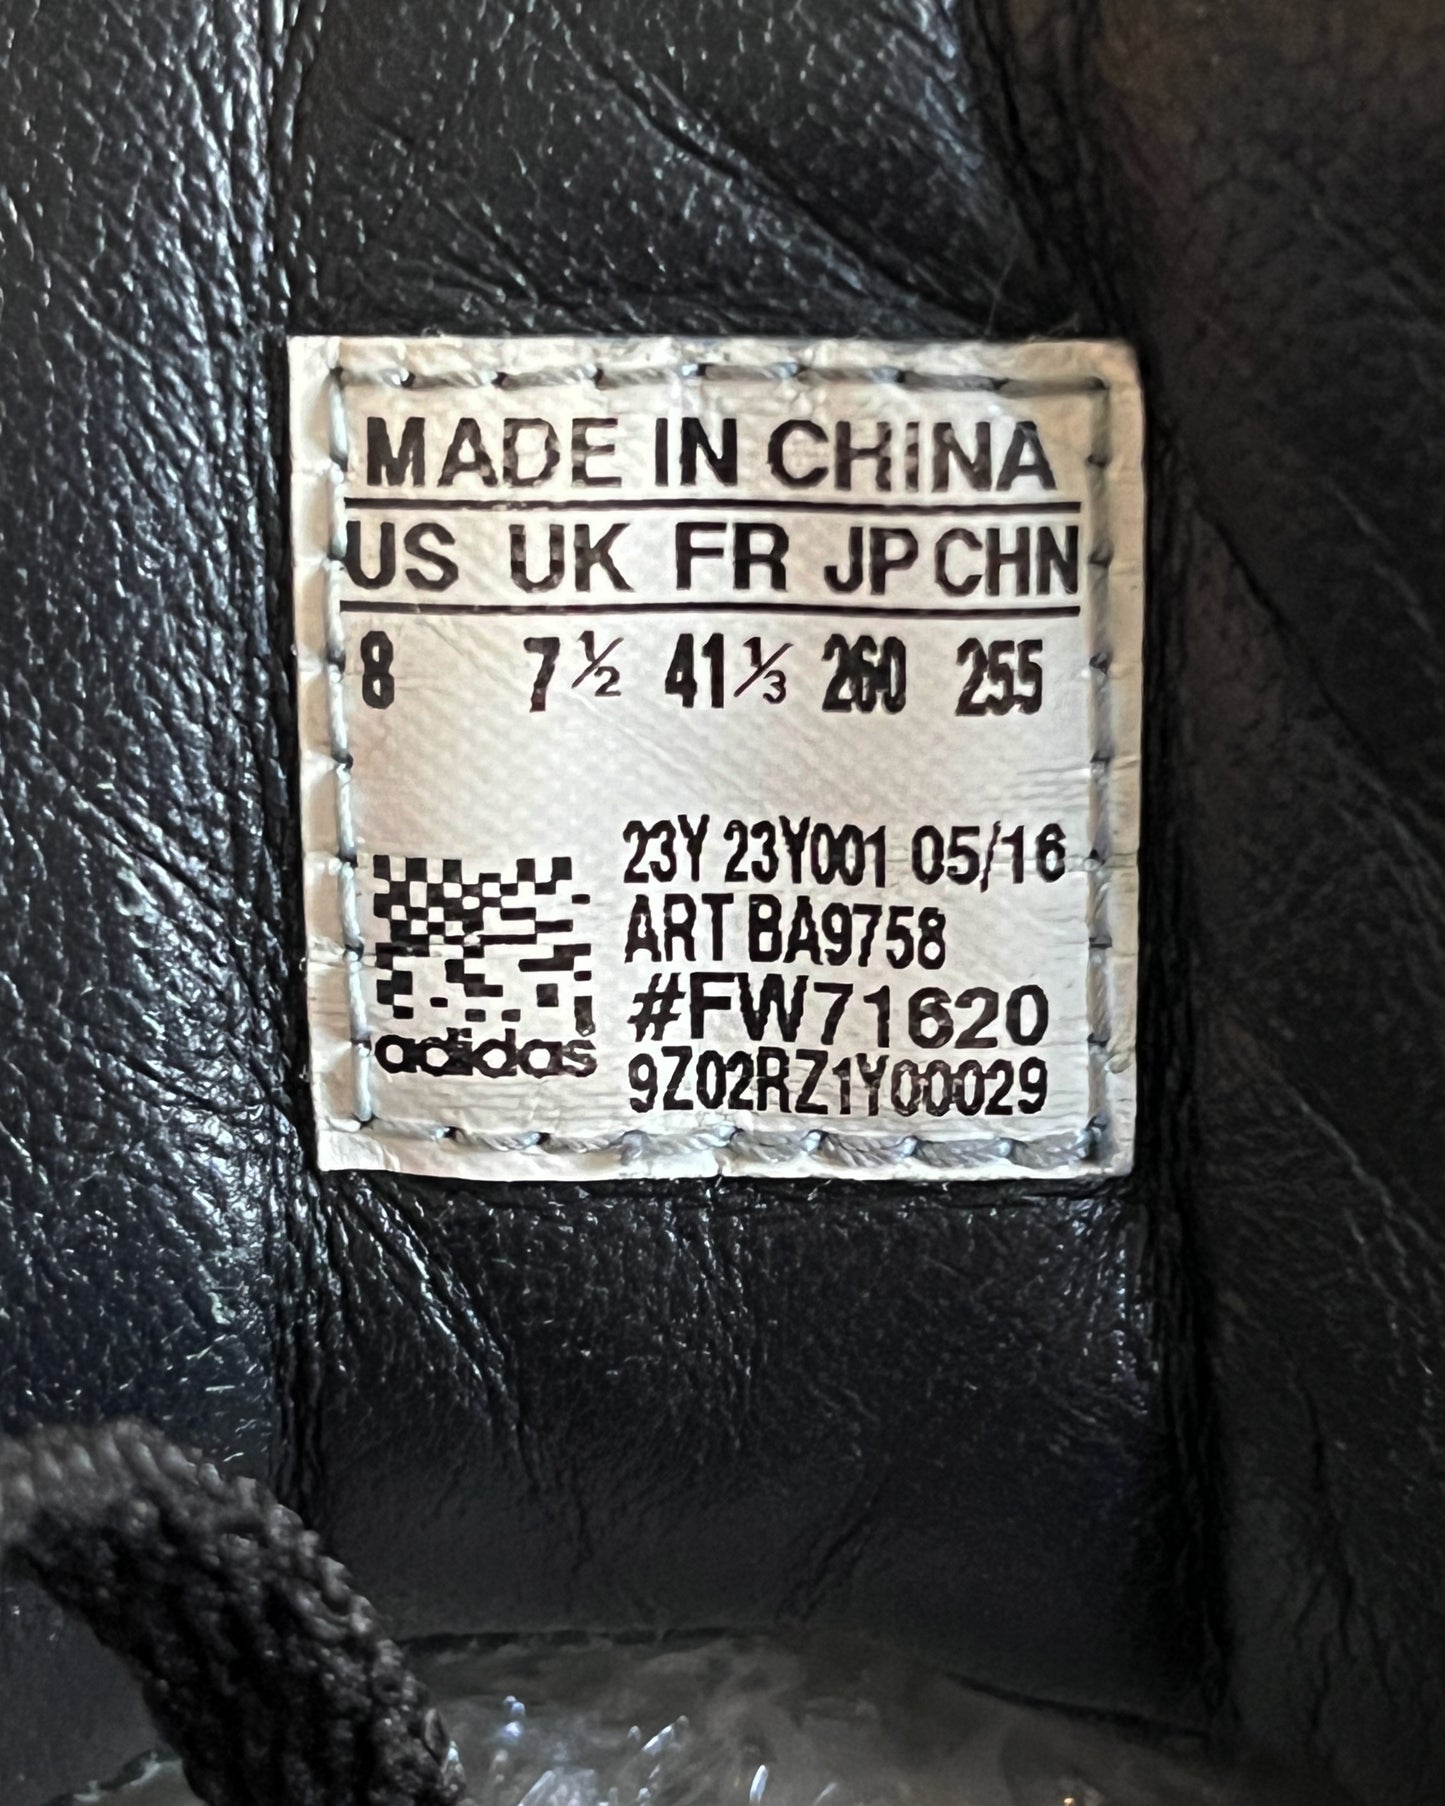 MADE IN CHINA
US UK FR JP CHN
8 7½ 41⅓ 260 255
23Y 23Y001 05/16
ART BA9758
#FW71620
adidas
9Z02RZ1Y00029